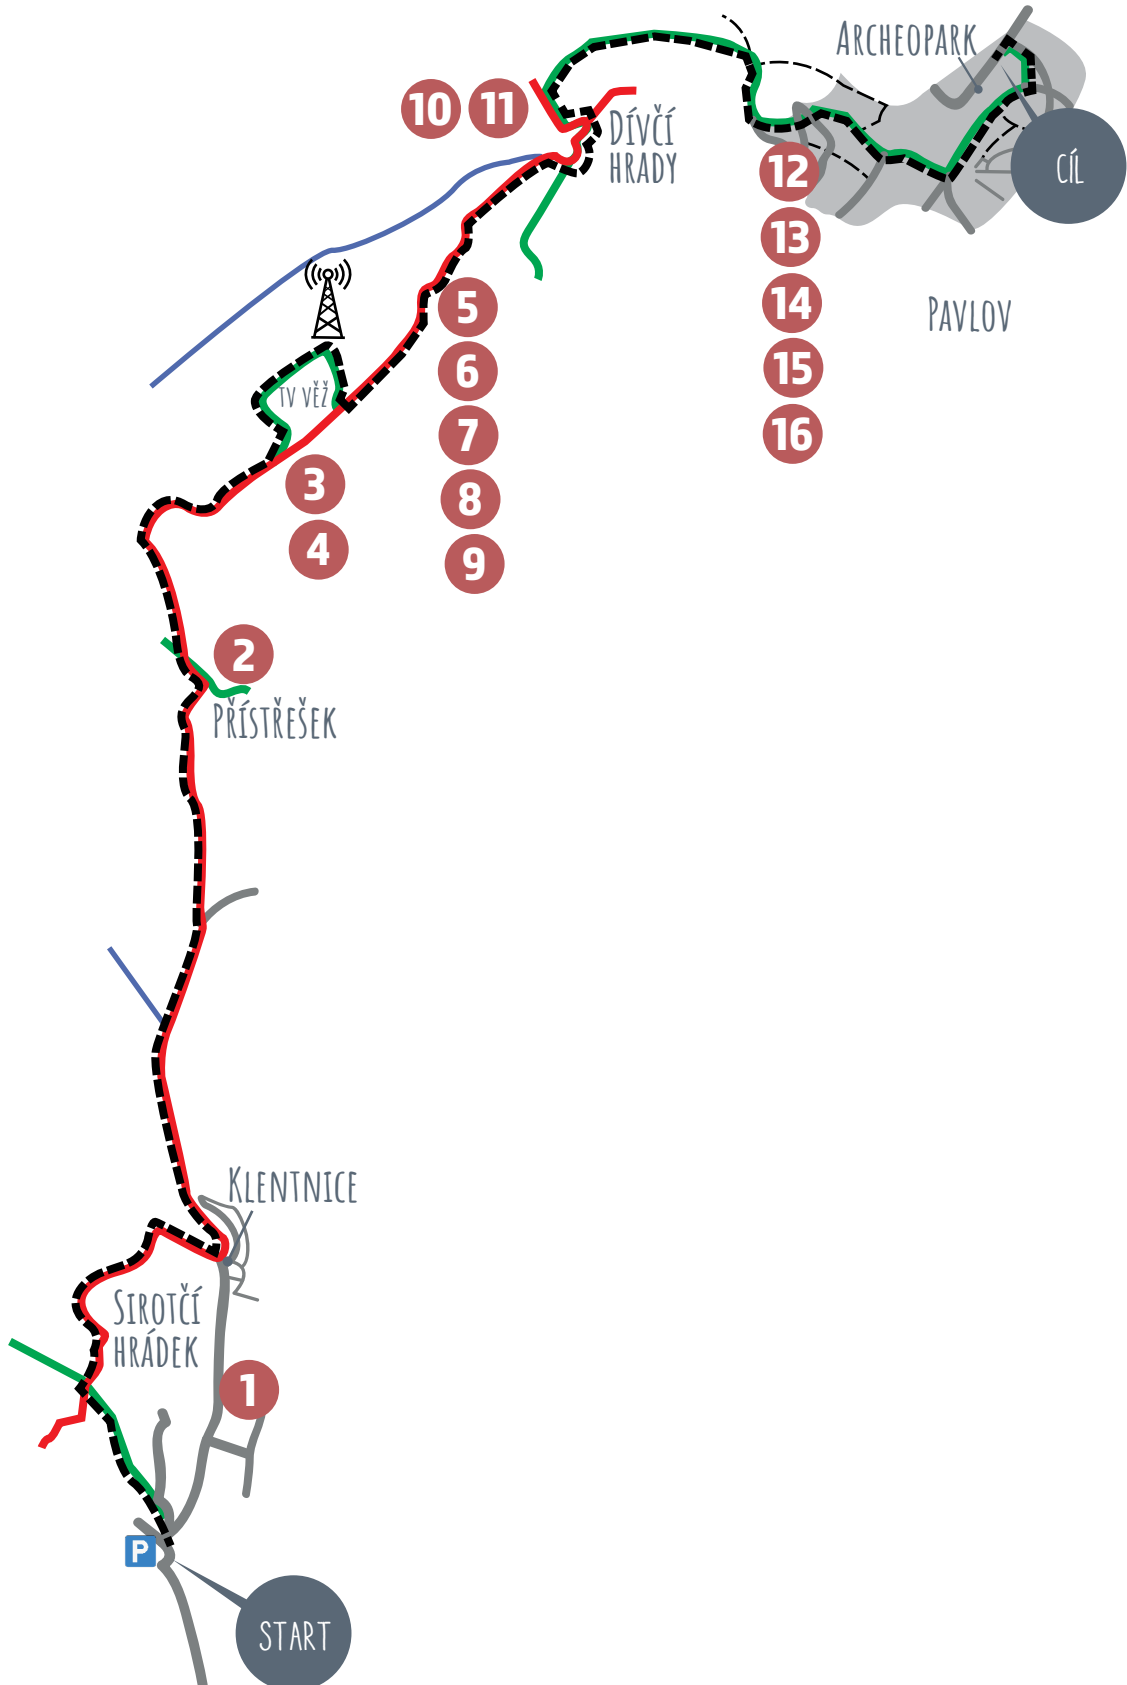 ARCHEOPARK
10 11
DÍVČÍ
HRADY
CÍL
12
13
14
15
16
PAVLOV
5
6
7
8
9
TV VĚŽ
3
4
2
PŘÍSTŘEŠEK
KLENTNICE
SIROTČÍ
HRÁDEK
1
P
START